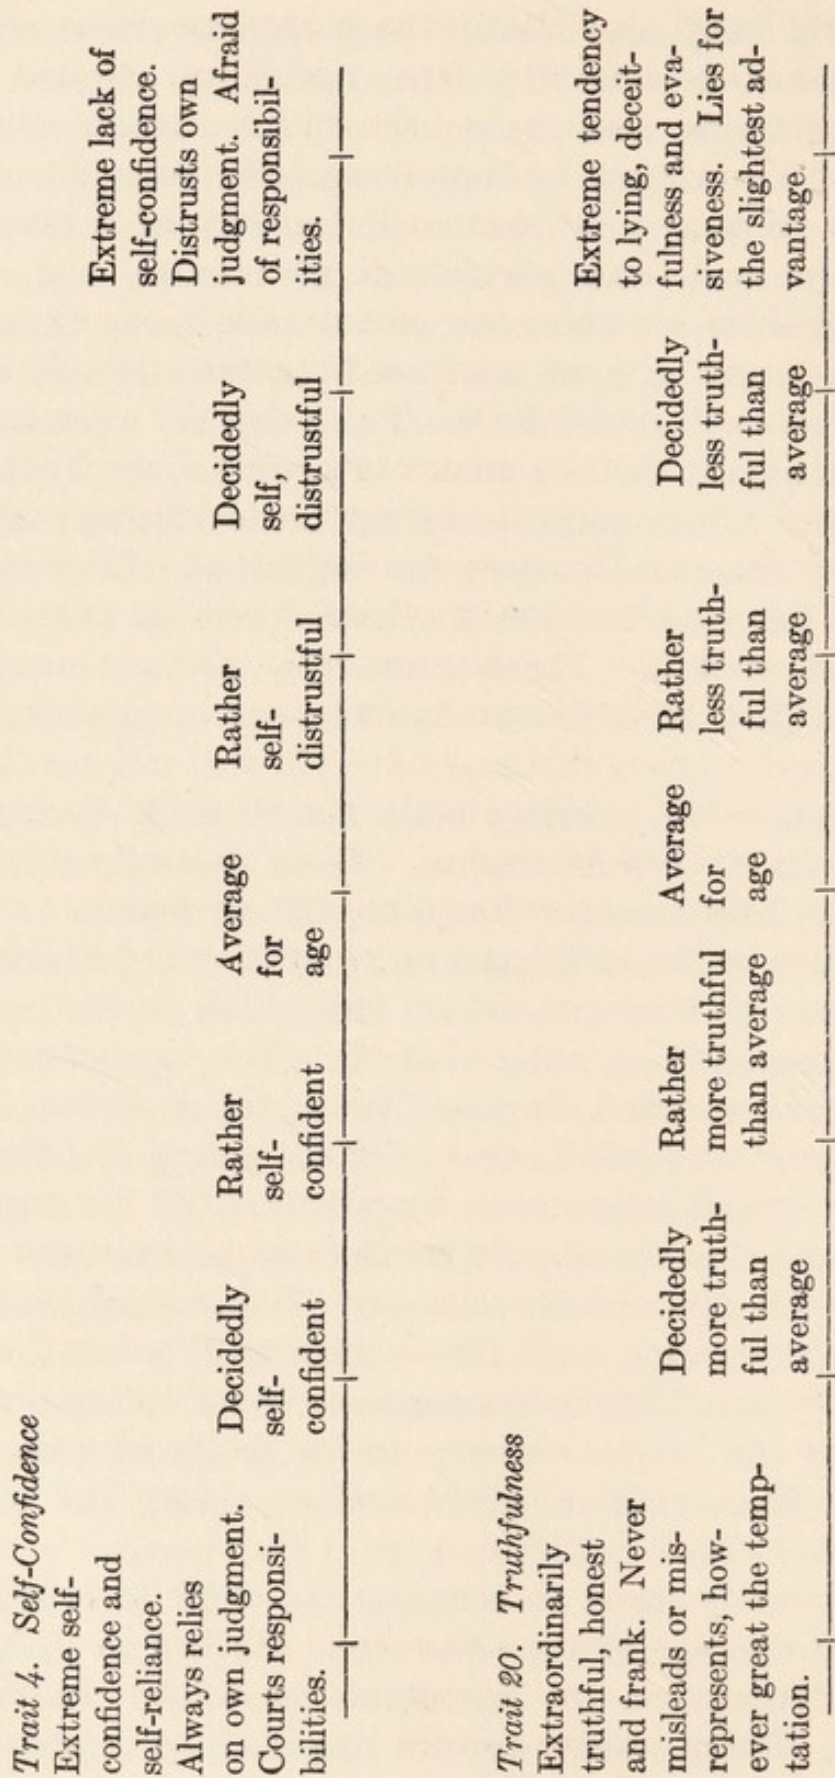 Trait 4. Self-Confidence
Extreme self-
confidence and
self-reliance.
Always relies
on own judgment.
Courts responsi-
bilities.
Decidedly
self-
confident
Rather
self-
confident
Average
for
age
Rather
self-
distrustful
Decidedly
self,
distrustful
Extreme lack of
self-confidence.
Distrusts own
judgment. Afraid
of responsibil-
ities.
Trait 20. Truthfulness
Extraordinarily
truthful, honest
and frank. Never
misleads or mis-
represents, how-
ever great the temp-
tation.
Decidedly
more truth-
ful than
average
Rather
more truthful
than average
Average
for
age
Rather
less truth-
ful than
average
Decidedly
less truth-
ful than
average
Extreme tendency
to lying, deceit-
fulness and eva-
siveness. Lies for
the slightest ad-
vantage.